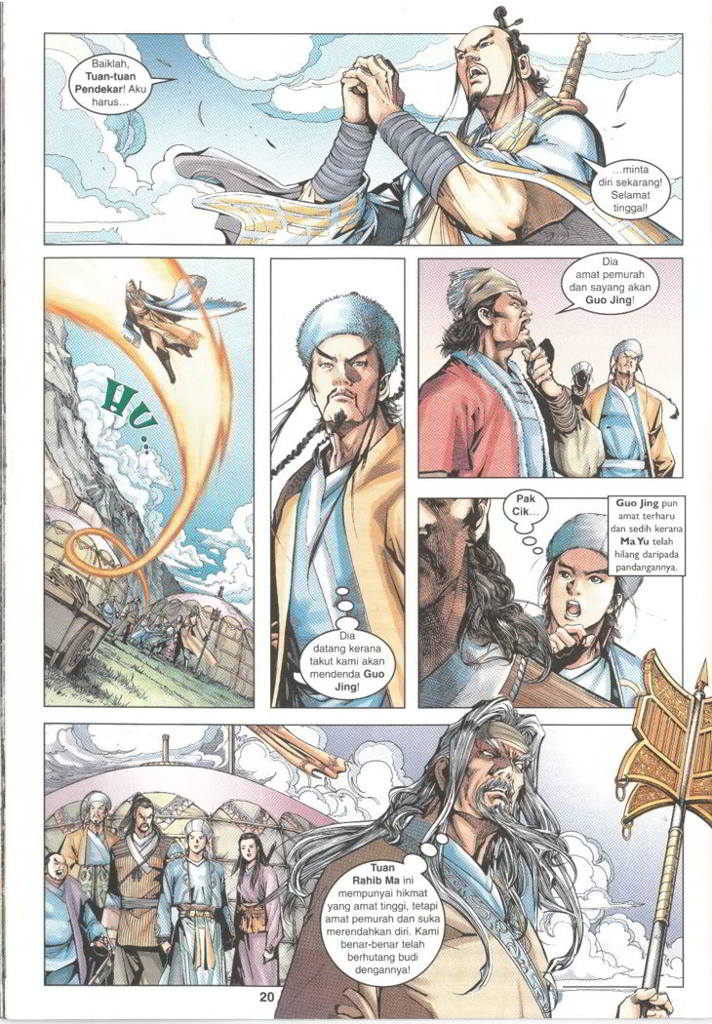 Baiklah,
Tuan-tuan
Pendekar! Aku
harus...
...minta
diri sekarang!
Selamat
tinggal!
HU...
Dia
datang kerana
takut kami akan
mendenda Guo
Jing!
Dia
amat pemurah
dan sayang akan
Guo Jing!
Pak
Cik...
Guo Jing pun
amat terharu
dan sedih kerana
Ma Yu telah
hilang daripada
pandangannya.
Tuan
Rahib Ma ini
mempunyai hikmat
yang amat tinggi, tetapi
amat pemurah dan suka
merendahkan diri. Kami
benar-benar telah
berhutang budi
dengannya!
20